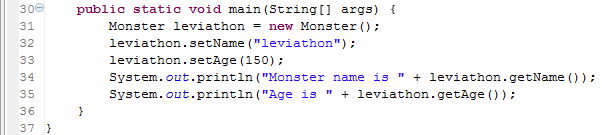 30 public static void main(String[] args) {
31 Monster leviathon = new Monster();
32 leviathon.setName("leviathon");
33 leviathon.setAge(150);
34 System.out.println("Monster name is " + leviathon.getName());
35 System.out.println("Age is " + leviathon.getAge());
36 }
37 }